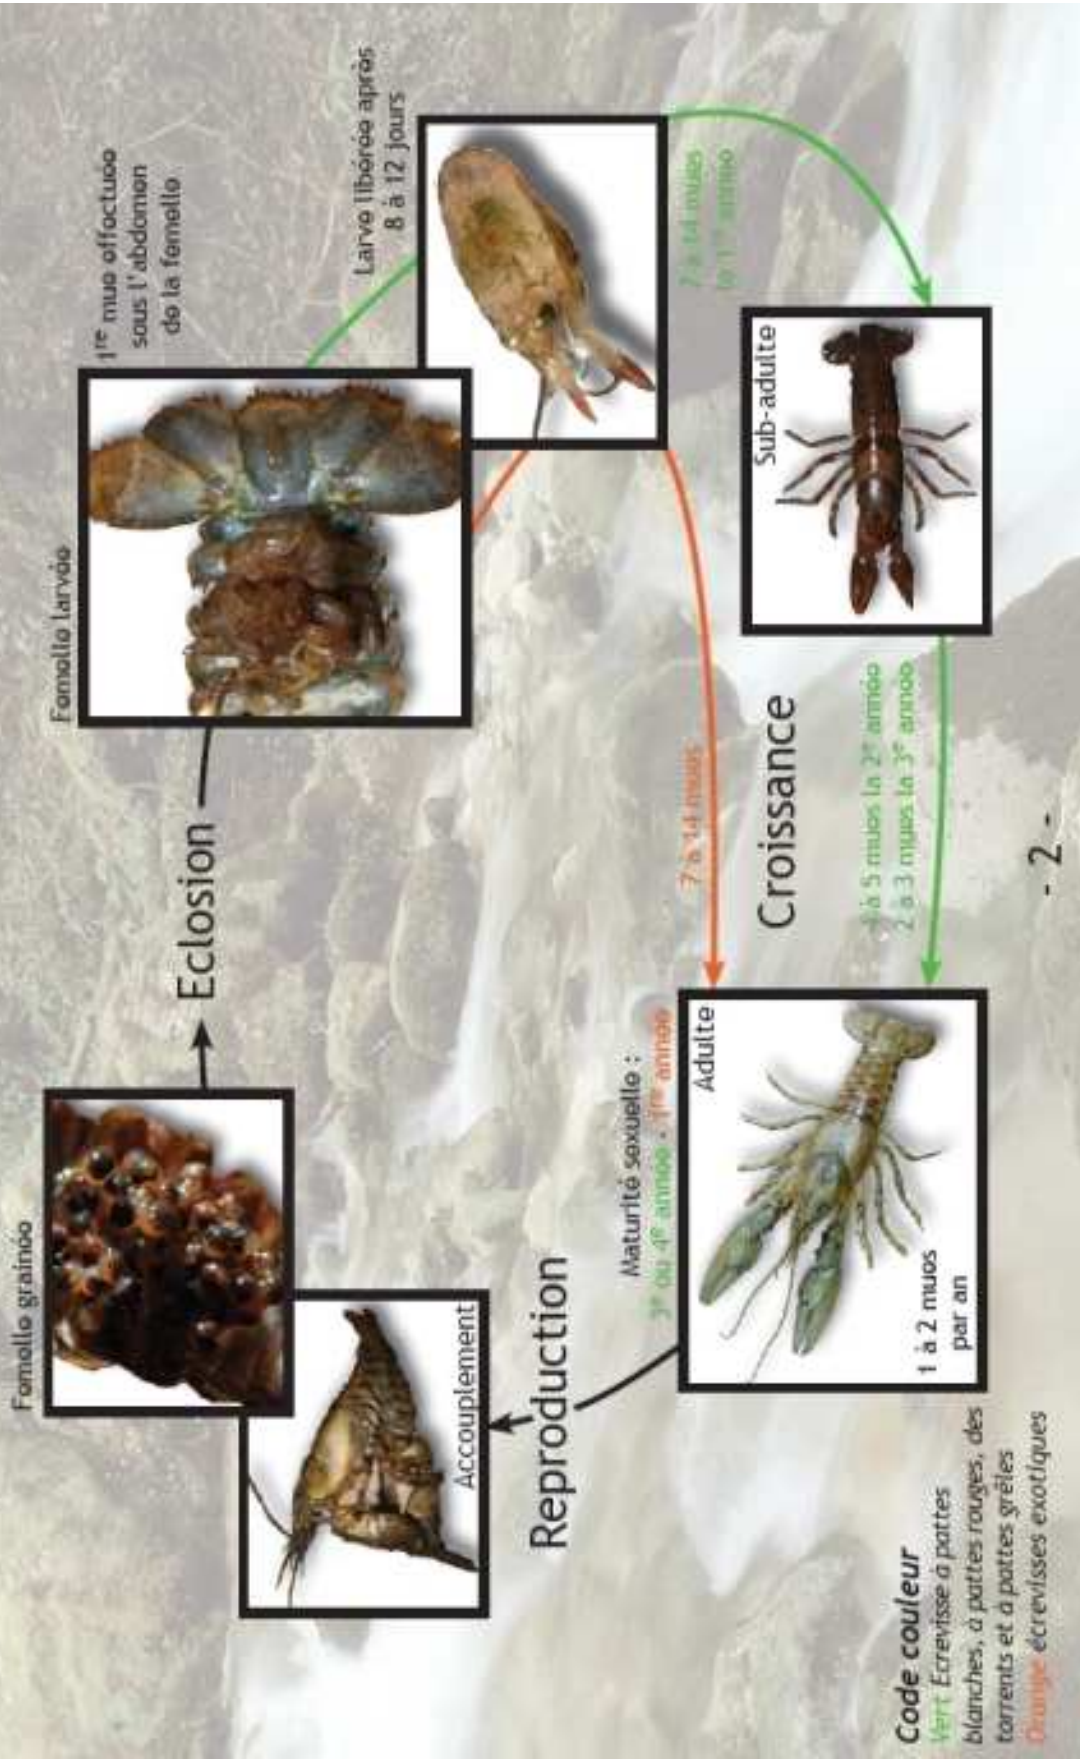 Femelle grainée
Femelle larvée
1re mue effectuée
sous l'abdomen
de la femelle
Eclosion
Larve libérée après
8 à 12 jours
Accouplement
Reproduction
Maturité sexuelle :
3e ou 4e année - 1re année
7 à 14 mues
7 à 14 mues
la 1re année
Adulte
1 à 2 mues
par an
Croissance
Sub-adulte
4 à 5 mues la 2e année
2 à 3 mues la 3e année
Code couleur
Vert Ecrevisse à pattes
blanches, à pattes rouges, des
torrents et à pattes grêles
Orange écrevisses exotiques
- 2 -